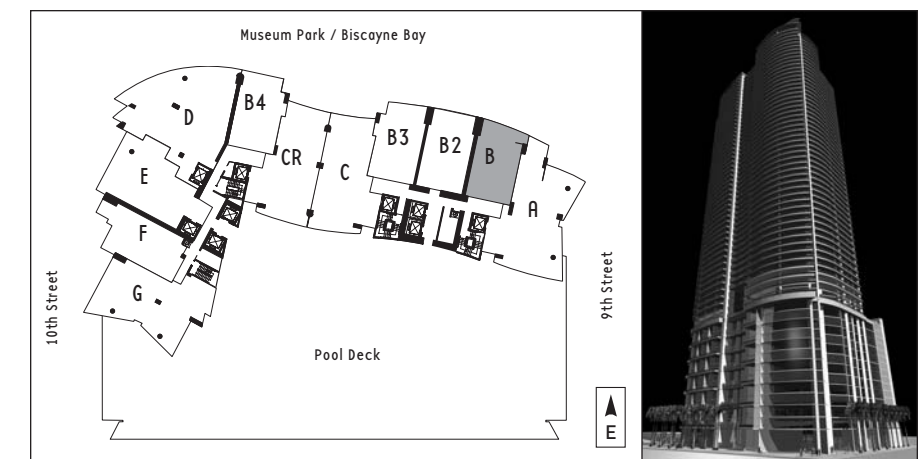 Museum Park / Biscayne Bay
B4
D
B3
B2
B
CR
C
E
A
F
G
10th Street
9th Street
Pool Deck
E